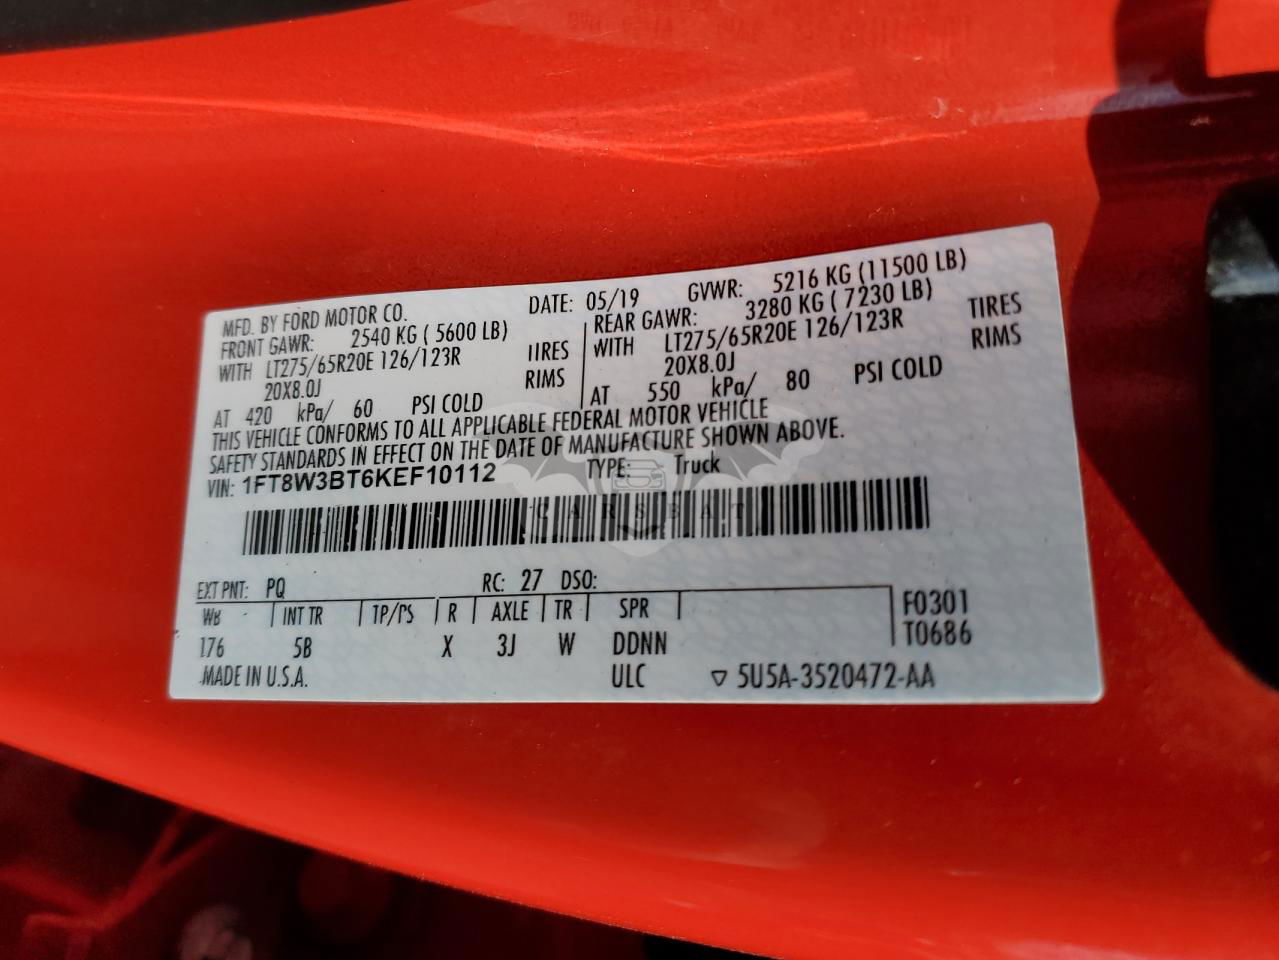 MFD. BY FORD MOTOR CO. DATE: 05/19 GVWR: 5216 KG (11500 LB)
FRONT GAWR: 2540 KG ( 5600 LB) REAR GAWR: 3280 KG ( 7230 LB)
WITH LT275/65R20E 126/123R TIRES WITH LT275/65R20E 126/123R TIRES
20X8.0J RIMS 20X8.0J RIMS
AT 420 kPa/ 60 PSI COLD AT 550 kPa/ 80 PSI COLD
THIS VEHICLE CONFORMS TO ALL APPLICABLE FEDERAL MOTOR VEHICLE
SAFETY STANDARDS IN EFFECT ON THE DATE OF MANUFACTURE SHOWN ABOVE.
VIN: 1FT8W3BT6KEF10112 TYPE: Truck
CARSBAT
EXT PNT: PQ RC: 27 DSO:
WB INT TR TP/PS R AXLE TR SPR F0301
176 5B X 3J W DDNN T0686
MADE IN U.S.A. ULC ▽ 5U5A-3520472-AA